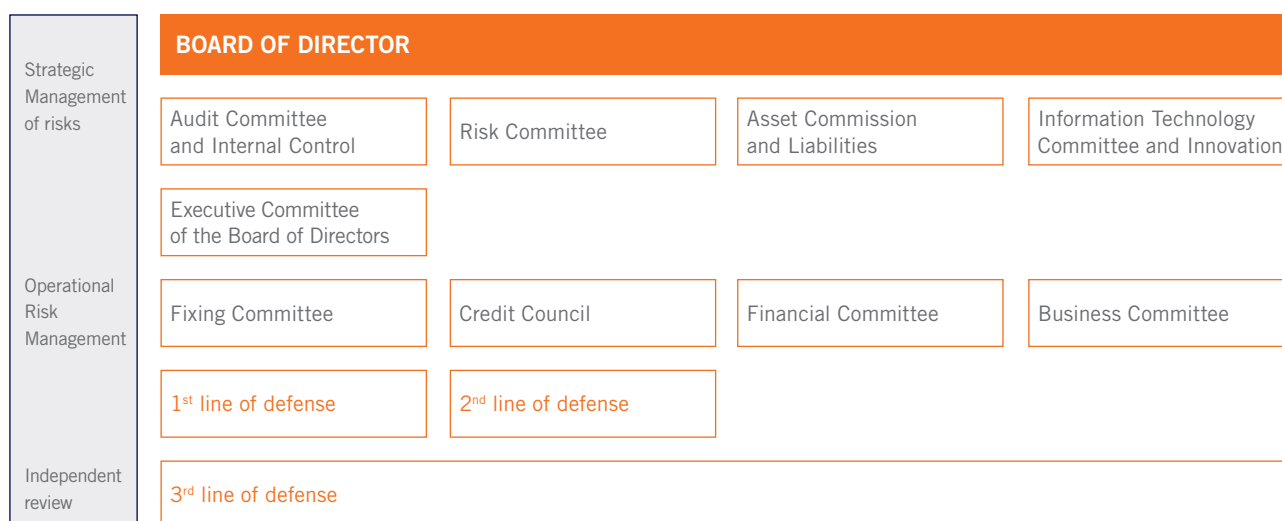 Strategic
Management
of risks
BOARD OF DIRECTOR
Audit Committee
and Internal Control
Risk Committee
Asset Commission
and Liabilities
Information Technology
Committee and Innovation
Executive Committee
of the Board of Directors
Operational
Risk
Management
Fixing Committee
Credit Council
Financial Committee
Business Committee
1st line of defense
2nd line of defense
Independent
review
3rd line of defense